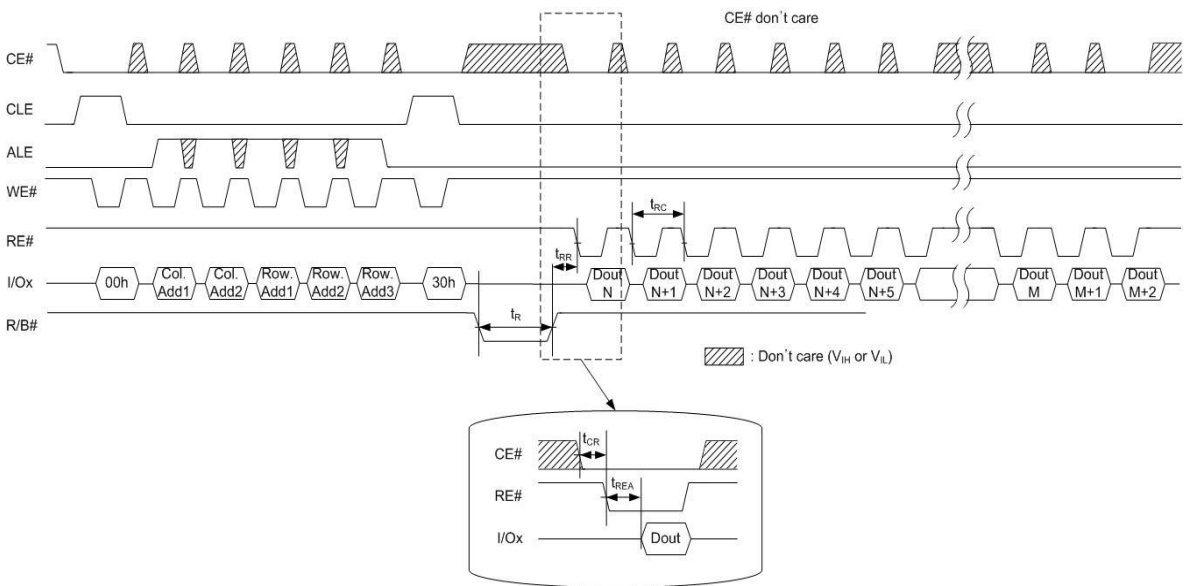 CE# don't care
CE#
CLE
ALE
WE#
tRC
RE#
tRR
I/Ox
00h
Col. Add1
Col. Add2
Row. Add1
Row. Add2
Row. Add3
30h
Dout N
Dout N+1
Dout N+2
Dout N+3
Dout N+4
Dout N+5
Dout M
Dout M+1
Dout M+2
R/B#
tR
: Don't care (VIH or VIL)
CE#
tCR
RE#
tREA
I/Ox
Dout